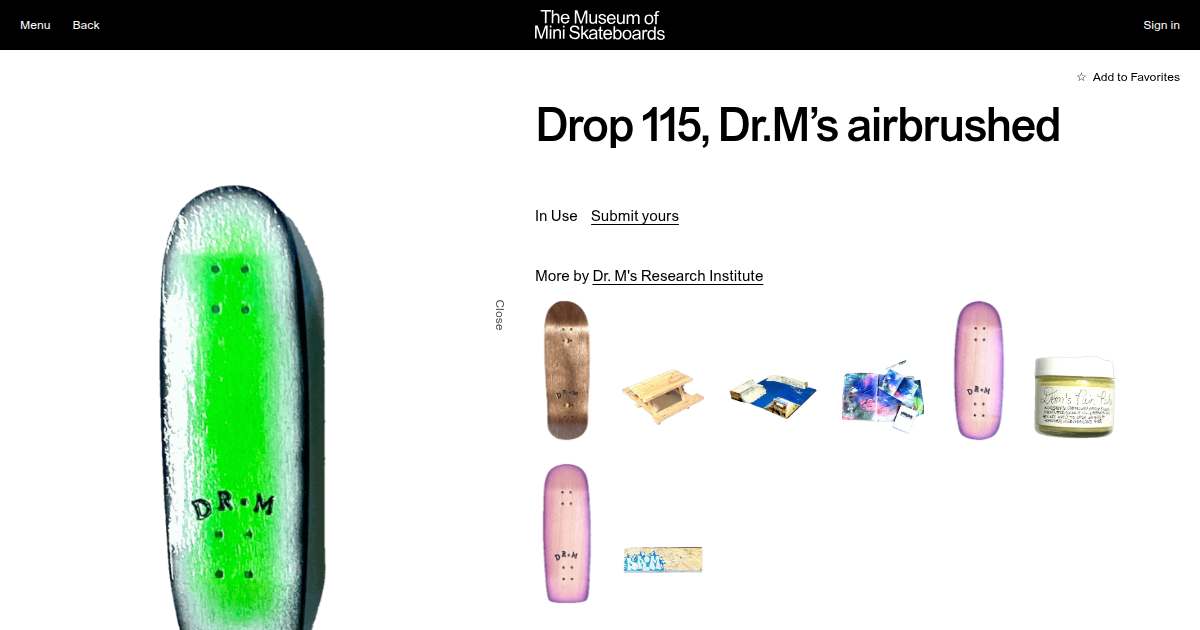 Menu
Back
The Museum of
Mini Skateboards
Sign in
☆ Add to Favorites
Drop 115, Dr.M’s airbrushed
In Use Submit yours
More by Dr. M's Research Institute
Close
DR•M
DR•M
DR•M
DR•M